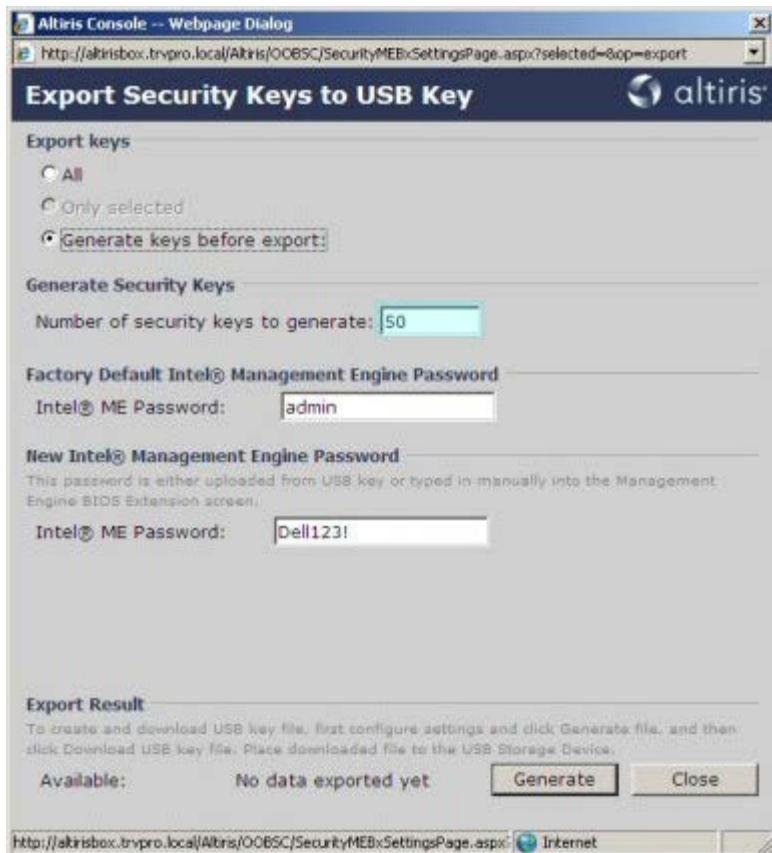 Altiris Console -- Webpage Dialog
http://altirisbox.trvpro.local/Altiris/OOBSC/SecurityMEBxSettingsPage.aspx?selected=&op=export
Export Security Keys to USB Key
altiris
Export keys
All
Only selected
Generate keys before export:
Generate Security Keys
Number of security keys to generate: 50
Factory Default Intel® Management Engine Password
Intel® ME Password: admin
New Intel® Management Engine Password
This password is either uploaded from USB key or typed in manually into the Management
Engine BIOS Extension screen.
Intel® ME Password: Dell123!
Export Result
To create and download USB key file, first configure settings and click Generate file, and then
click Download USB key file. Place downloaded file to the USB Storage Device.
Available: No data exported yet Generate Close
http://altirisbox.trvpro.local/Altiris/OOBSC/SecurityMEBxSettingsPage.aspx? Internet